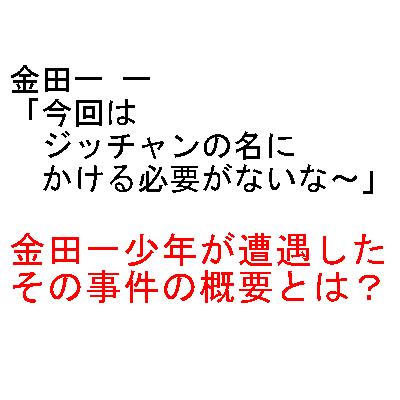 金田一 一
「今回は
ジッチャンの名に
かける必要がないな～」
金田一少年が遭遇した
その事件の概要とは？